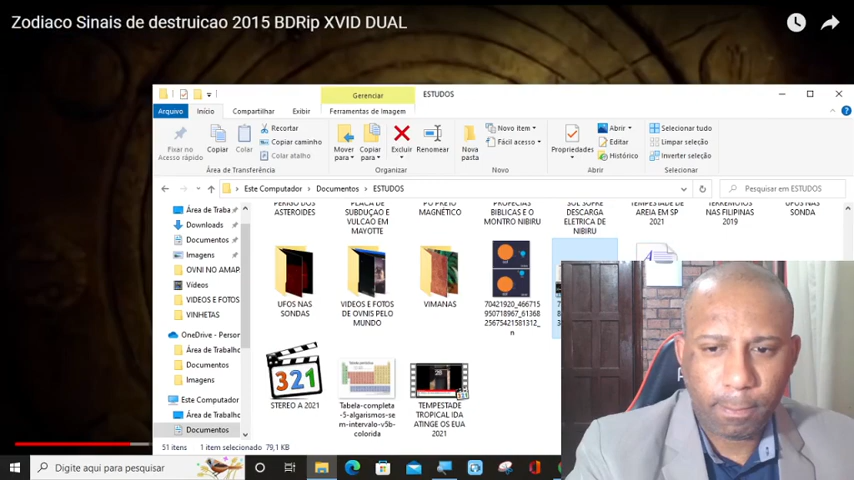 Zodiaco Sinais de destruicao 2015 BDRip XVID DUAL
Gerenciar
ESTUDOS
Arquivo
Início
Compartilhar
Exibir
Ferramentas de Imagem
Fixar no
Acesso rápido
Copiar
Colar
Recortar
Copiar caminho
Colar atalho
Área de Transferência
Mover
para
Copiar
para
Excluir
Renomear
Organizar
Nova
pasta
Novo item
Fácil acesso
Novo
Propriedades
Abrir
Editar
Histórico
Abrir
Selecionar tudo
Limpar seleção
Inverter seleção
Selecionar
Este Computador
Documentos
ESTUDOS
Pesquisar em ESTUDOS
Área de Traba
Downloads
Documentos
Imagens
OVNI NO AMAP
Vídeos
VIDEOS E FOTOS
VINHETAS
OneDrive - Person
Área de Trabalho
Documentos
Imagens
Este Computador
Área de Trabalho
Documentos
PERIGO DOS
ASTEROIDES
PLACA DE
SUBDUÇAO E
VULCAO EM
MAYOTTE
MAGNÉTICO
PROFECIAS
BIBLICAS E O
MONTRO NIBIRU
SOL SOFRE
DESCARGA
ELETRICA DE
NIBIRU
TEMPESTADE DE
AREIA EM SP
2021
TERREMOTOS
NAS FILIPINAS
2019
UFOS NAS
SONDA
UFOS NAS
SONDAS
VIDEOS E FOTOS
DE OVNIS PELO
MUNDO
VIMANAS
70421920_466715
950718967_61368
25675421581312_
n
321
STEREO A 2021
Tabela-completa
-5-algarismos-se
m-intervalo-v5b-
colorida
TEMPESTADE
TROPICAL IDA
ATINGE OS EUA
2021
51 itens
1 item selecionado 79,1 KB
Digite aqui para pesquisar